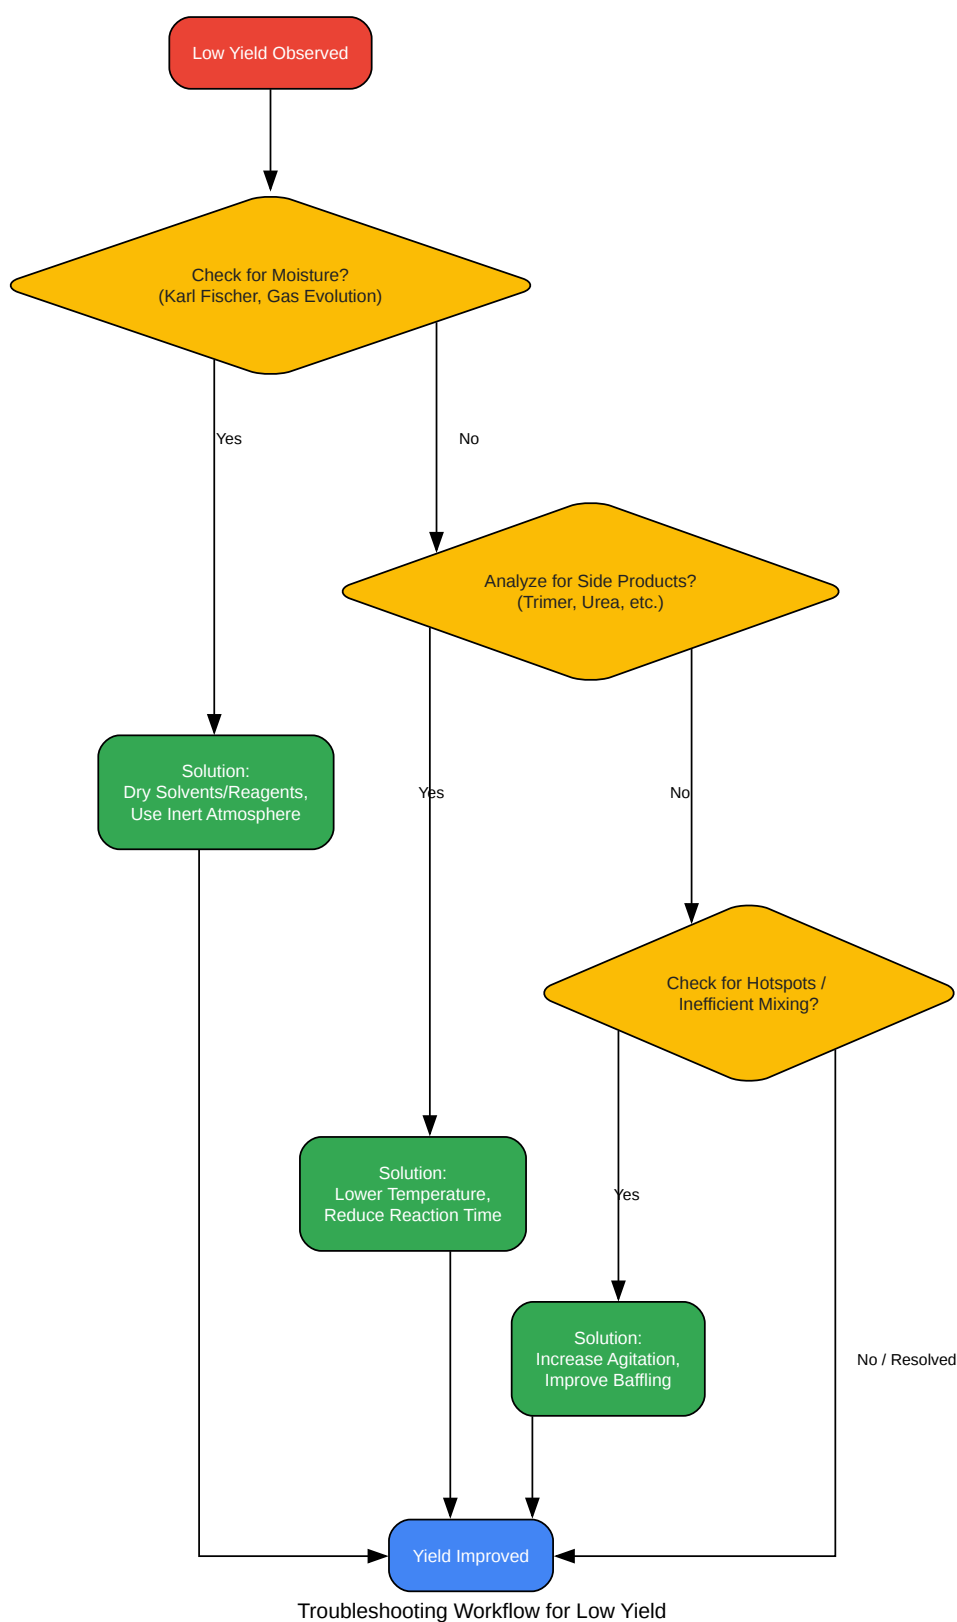 Low Yield Observed
Check for Moisture?
(Karl Fischer, Gas Evolution)
Yes
No
Analyze for Side Products?
(Trimer, Urea, etc.)
Solution:
Dry Solvents/Reagents,
Use Inert Atmosphere
Yes
No
Check for Hotspots /
Inefficient Mixing?
Solution:
Lower Temperature,
Reduce Reaction Time
Yes
Solution:
Increase Agitation,
Improve Baffling
No / Resolved
Yield Improved
Troubleshooting Workflow for Low Yield